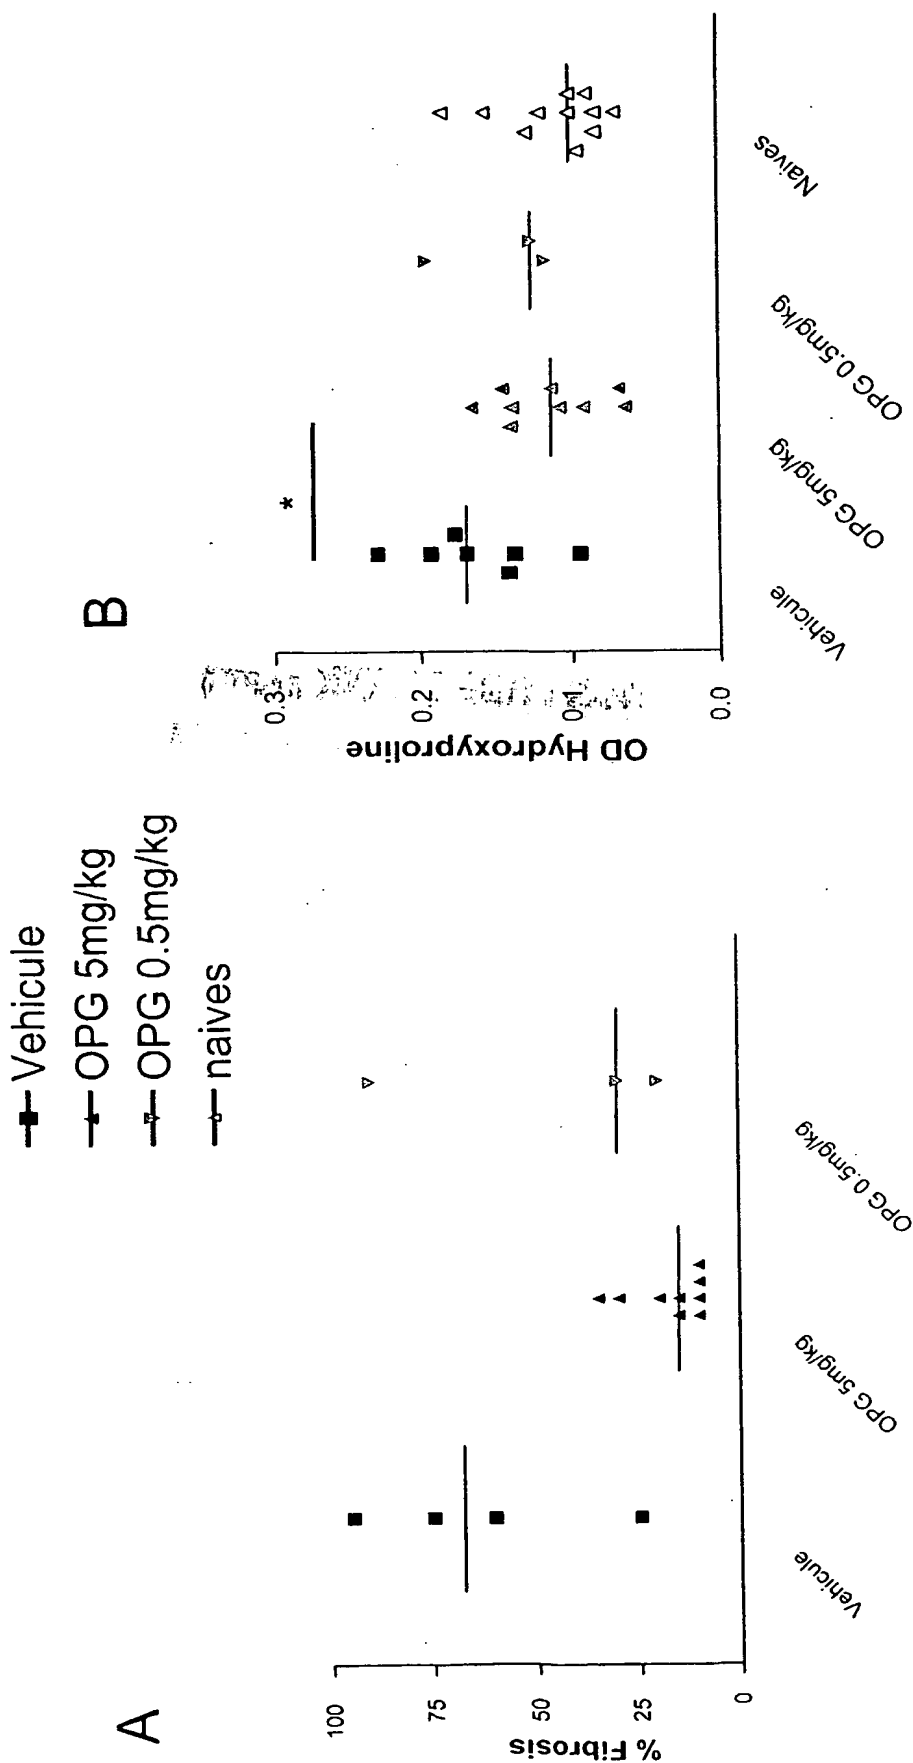 A
Vehicule
OPG 5mg/kg
OPG 0.5mg/kg
naives
% Fibrosis
100
75
50
25
0
Vehicule
OPG 5mg/kg
OPG 0.5mg/kg
B
*
OD Hydroxyproline
0.3
0.2
0.1
0.0
Vehicule
OPG 5mg/kg
OPG 0.5mg/kg
Naives